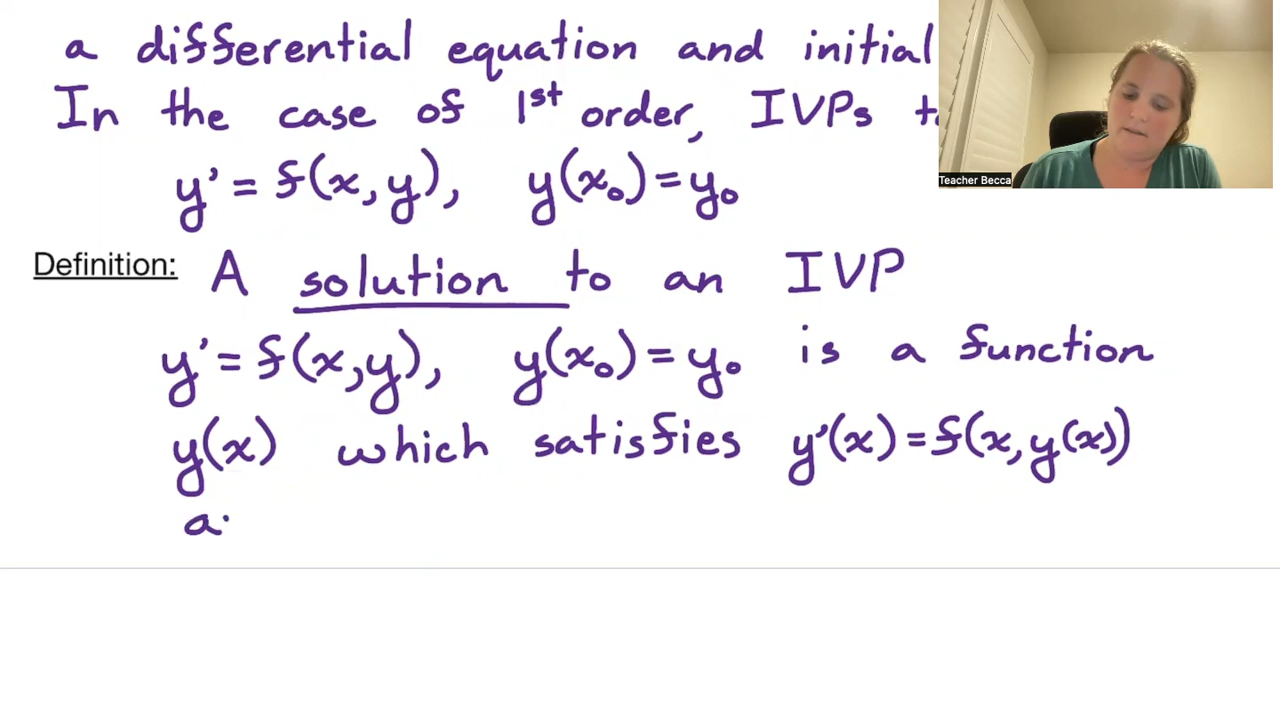 a differential equation and initial
In the case of 1st order, IVPs
y' = f(x, y), y(x₀) = y₀
Teacher Becca
Definition: A solution to an IVP
y' = f(x,y), y(x₀) = y₀ is a function
y(x) which satisfies y'(x) = f(x, y(x))